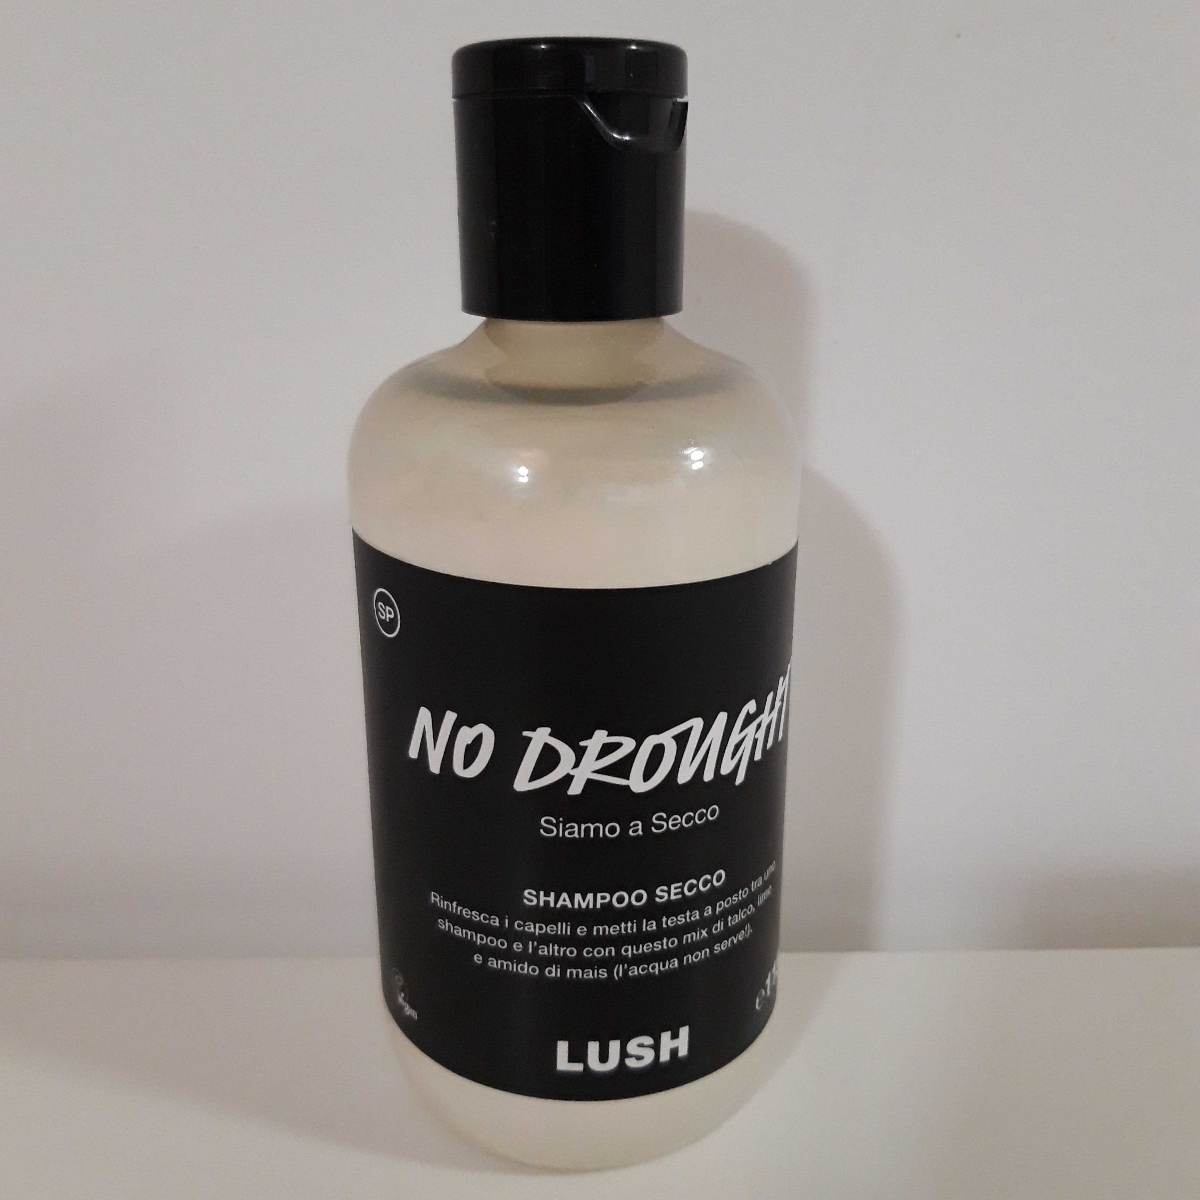 SP
NO DROUGHT
Siamo a Secco
SHAMPOO SECCO
Rinfresca i capelli e metti la testa a posto tra uno
shampoo e l'altro con questo mix di talco, lime
e amido di mais (l'acqua non serve!).
LUSH